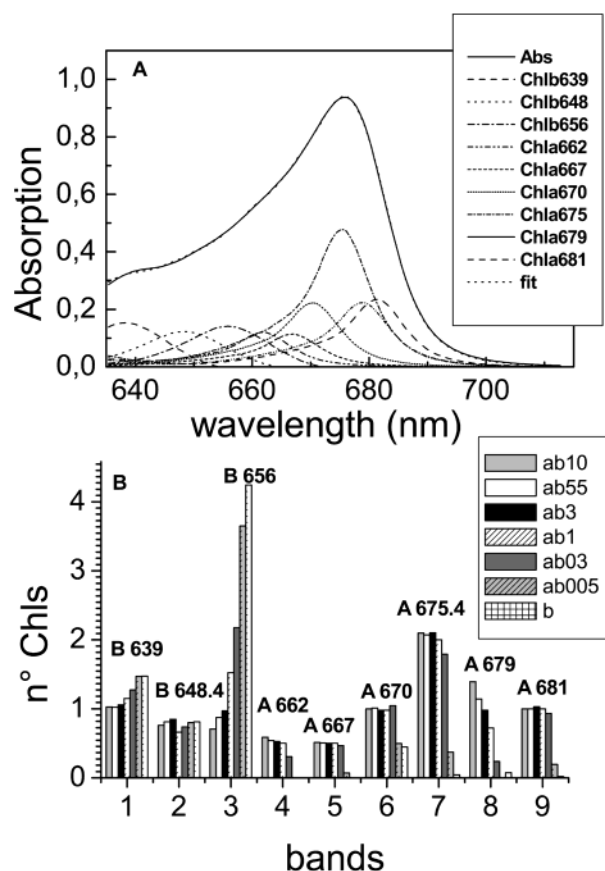 A
Absorption
1,0
0,8
0,6
0,4
0,2
0,0
640
660
680
700
wavelength (nm)
Abs
Chlb639
Chlb648
Chlb656
Chla662
Chla667
Chla670
Chla675
Chla679
Chla681
fit
B
n° Chls
4
3
2
1
0
B 639
B 648.4
B 656
A 662
A 667
A 670
A 675.4
A 679
A 681
1
2
3
4
5
6
7
8
9
bands
ab10
ab55
ab3
ab1
ab03
ab005
b